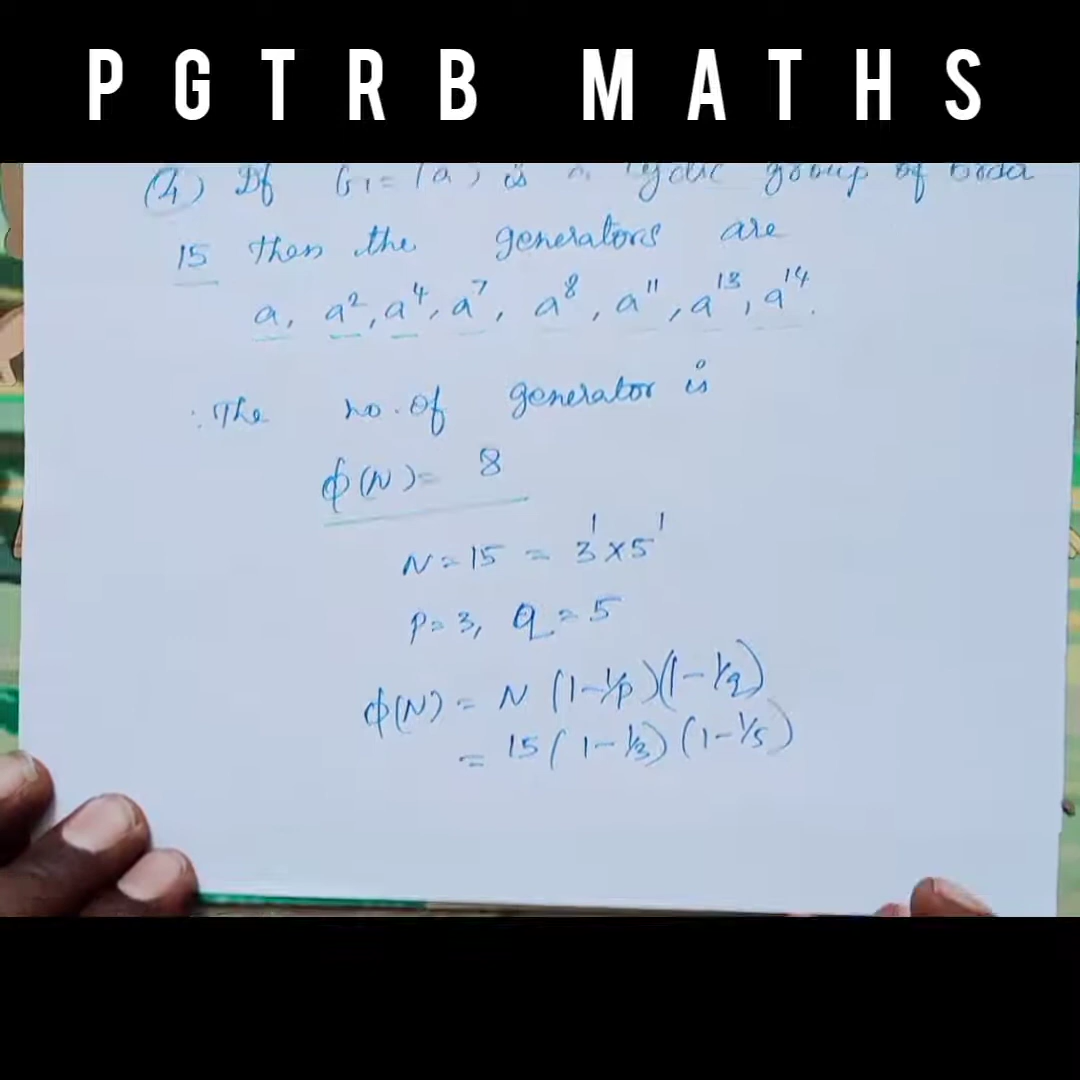 PGTRB MATHS
(4) If G = (a) is a cyclic group of order
15 then the generators are
a, a², a⁴, a⁷, a⁸, a¹¹, a¹³, a¹⁴.
∴ The no. of generator is
ϕ(N) = 8
N = 15 = 3¹ × 5¹
P = 3, q = 5
ϕ(N) = N (1 - 1/p)(1 - 1/q)
= 15 (1 - 1/3) (1 - 1/5)